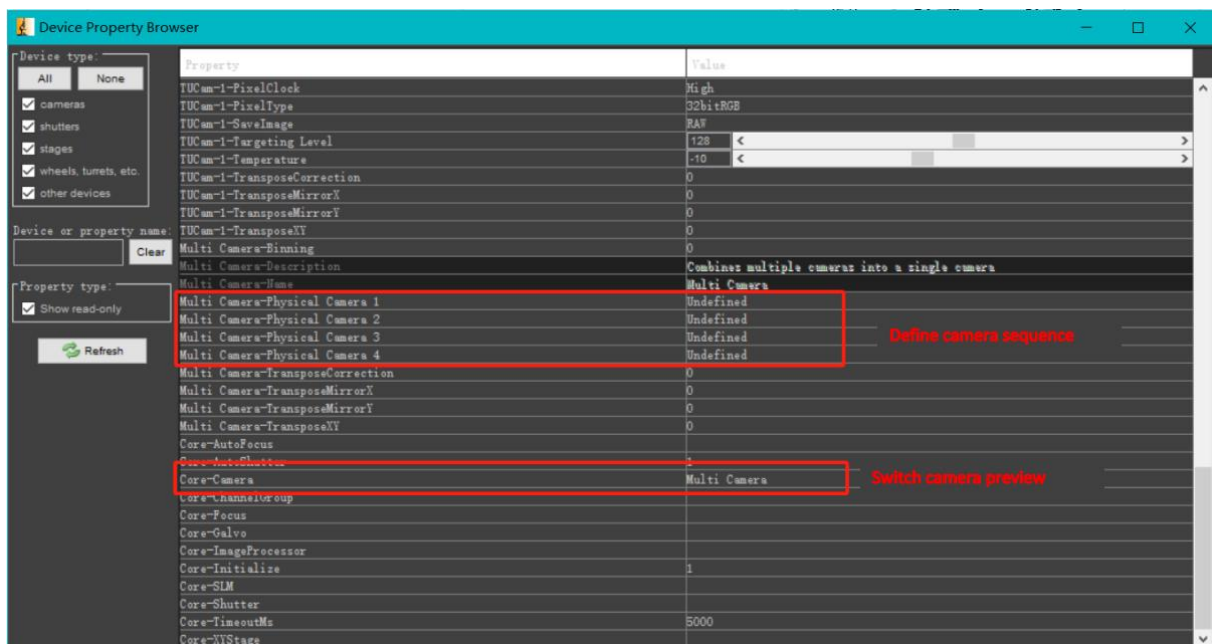 Device Property Browser
Device type:
All None
cameras
shutters
stages
wheels, turrets, etc.
other devices
Device or property name:
Clear
Property type:
Show read-only
Refresh
Property Value
TUCam-1-PixelClock High
TUCam-1-PixelType 32bitRGB
TUCam-1-SaveImage RAW
TUCam-1-Targeting Level 128
TUCam-1-Temperature -10
TUCam-1-TransposeCorrection 0
TUCam-1-TransposeMirrorX 0
TUCam-1-TransposeMirrorY 0
TUCam-1-TransposeXY 0
Multi Camera-Binning 0
Multi Camera-Description Combines multiple cameras into a single camera
Multi Camera-Name Multi Camera
Multi Camera-Physical Camera 1 Undefined
Multi Camera-Physical Camera 2 Undefined
Multi Camera-Physical Camera 3 Undefined
Multi Camera-Physical Camera 4 Undefined
Define camera sequence
Multi Camera-TransposeCorrection 0
Multi Camera-TransposeMirrorX 0
Multi Camera-TransposeMirrorY 0
Multi Camera-TransposeXY 0
Core-AutoFocus
Core-AutoShutter 1
Core-Camera Multi Camera
Switch camera preview
Core-ChannelGroup
Core-Focus
Core-Galvo
Core-ImageProcessor
Core-Initialize 1
Core-SLM
Core-Shutter
Core-TimeoutMs 5000
Core-XYStage